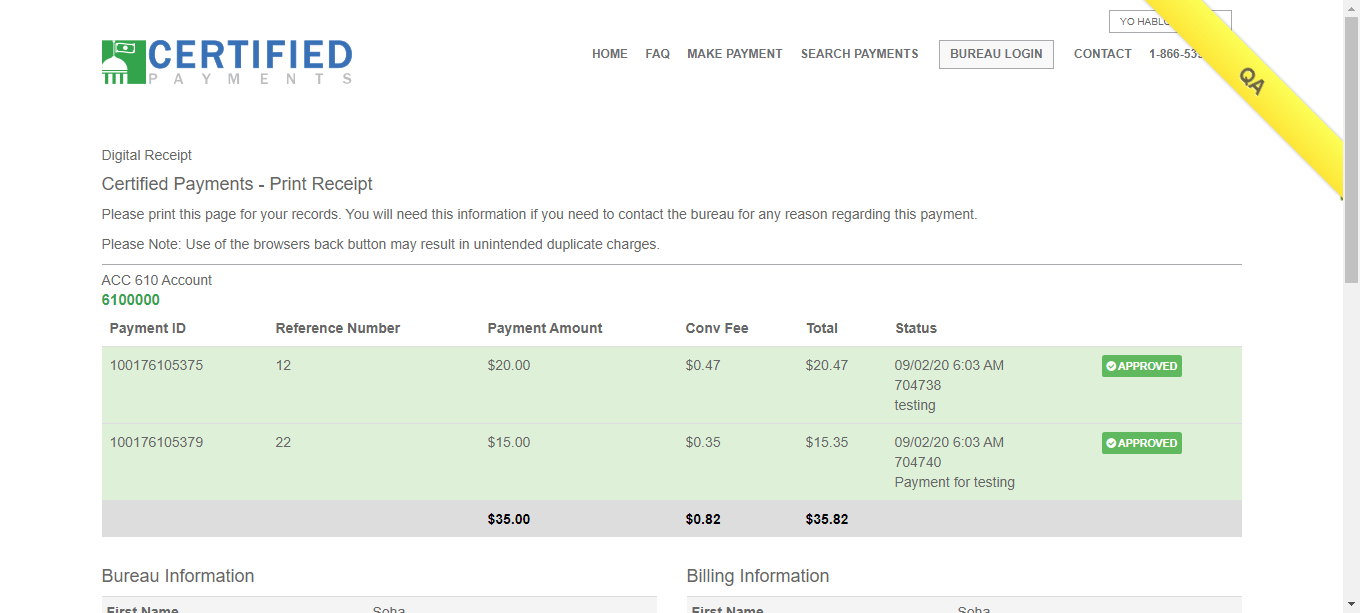 YO HABLO
CERTIFIED
PAYMENTS
HOME FAQ MAKE PAYMENT SEARCH PAYMENTS BUREAU LOGIN CONTACT 1-866-53
QA
Digital Receipt
Certified Payments - Print Receipt
Please print this page for your records. You will need this information if you need to contact the bureau for any reason regarding this payment.
Please Note: Use of the browsers back button may result in unintended duplicate charges.
ACC 610 Account
6100000
Payment ID Reference Number Payment Amount Conv Fee Total Status
100176105375 12 $20.00 $0.47 $20.47 09/02/20 6:03 AM APPROVED
704738
testing
100176105379 22 $15.00 $0.35 $15.35 09/02/20 6:03 AM APPROVED
704740
Payment for testing
$35.00 $0.82 $35.82
Bureau Information Billing Information
First Name Soha First Name Soha